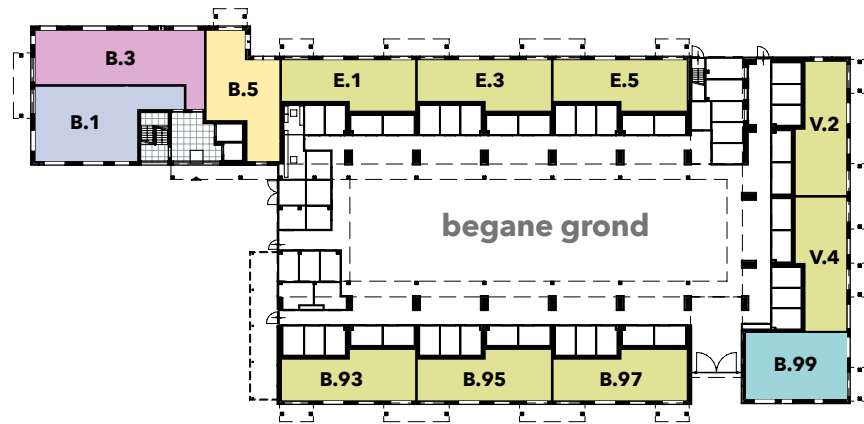 B.3
B.5
E.1
E.3
E.5
B.1
V.2
begane grond
V.4
B.99
B.93
B.95
B.97